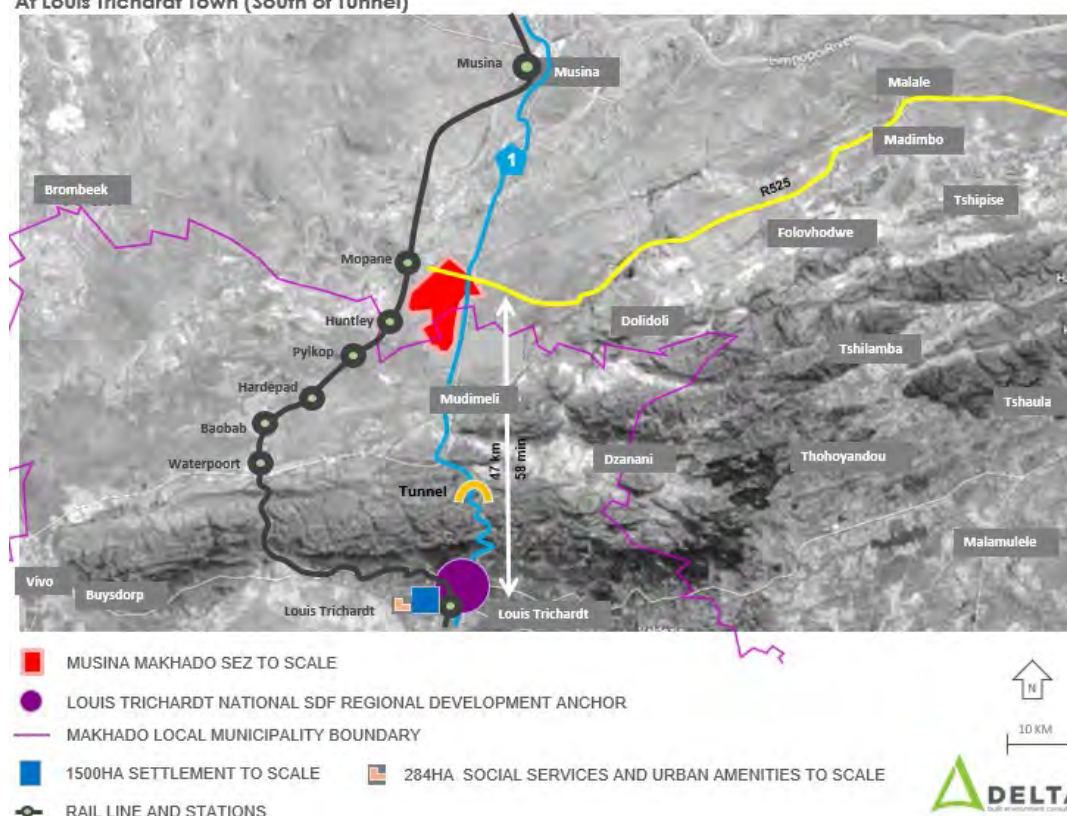 At Louis Trichardt Town (South of Tunnel)
Limpopo River
Musina
Musina
Malale
1
Madimbo
Brombeek
R525
Tshipise
Folovhodwe
Mopane
Huntley
Dolidoli
Pylkop
Tshilamba
Hardepad
Mudimeli
Tshaula
Baobab
47 km
58 min
Waterpoort
Dzanani
Thohoyandou
Tunnel
Malamulele
Vivo
Buysdorp
Louis Trichardt
Louis Trichardt
MUSINA MAKHADO SEZ TO SCALE
LOUIS TRICHARDT NATIONAL SDF REGIONAL DEVELOPMENT ANCHOR
N
MAKHADO LOCAL MUNICIPALITY BOUNDARY
10 KM
1500HA SETTLEMENT TO SCALE
284HA SOCIAL SERVICES AND URBAN AMENITIES TO SCALE
DELTA
RAIL LINE AND STATIONS